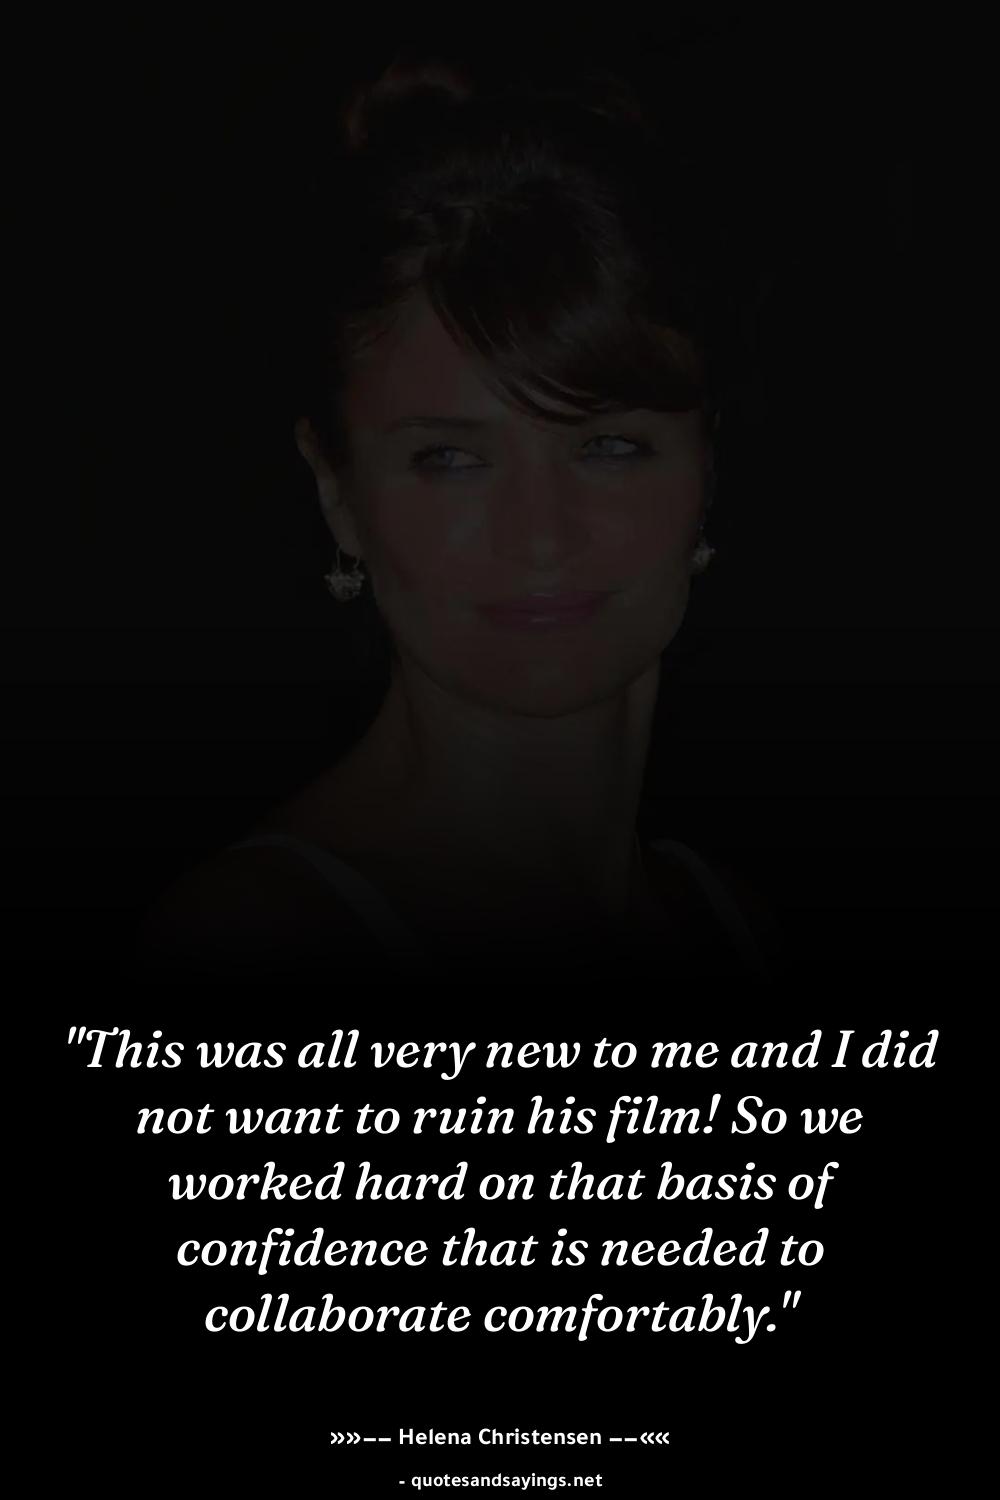 "This was all very new to me and I did
not want to ruin his film! So we
worked hard on that basis of
confidence that is needed to
collaborate comfortably."
»»–– Helena Christensen ––««
- quotesandsayings.net